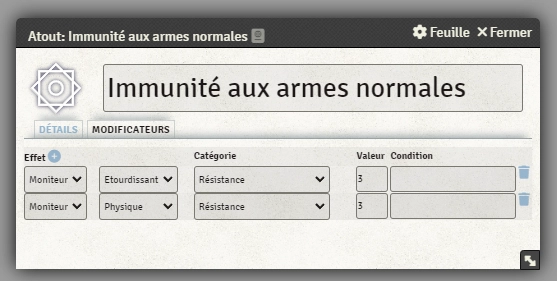 Atout: Immunité aux armes normales Feuille Fermer
Immunité aux armes normales
DÉTAILS MODIFICATEURS
Effet Catégorie Valeur Condition
Moniteur Etourdissant Résistance 3
Moniteur Physique Résistance 3